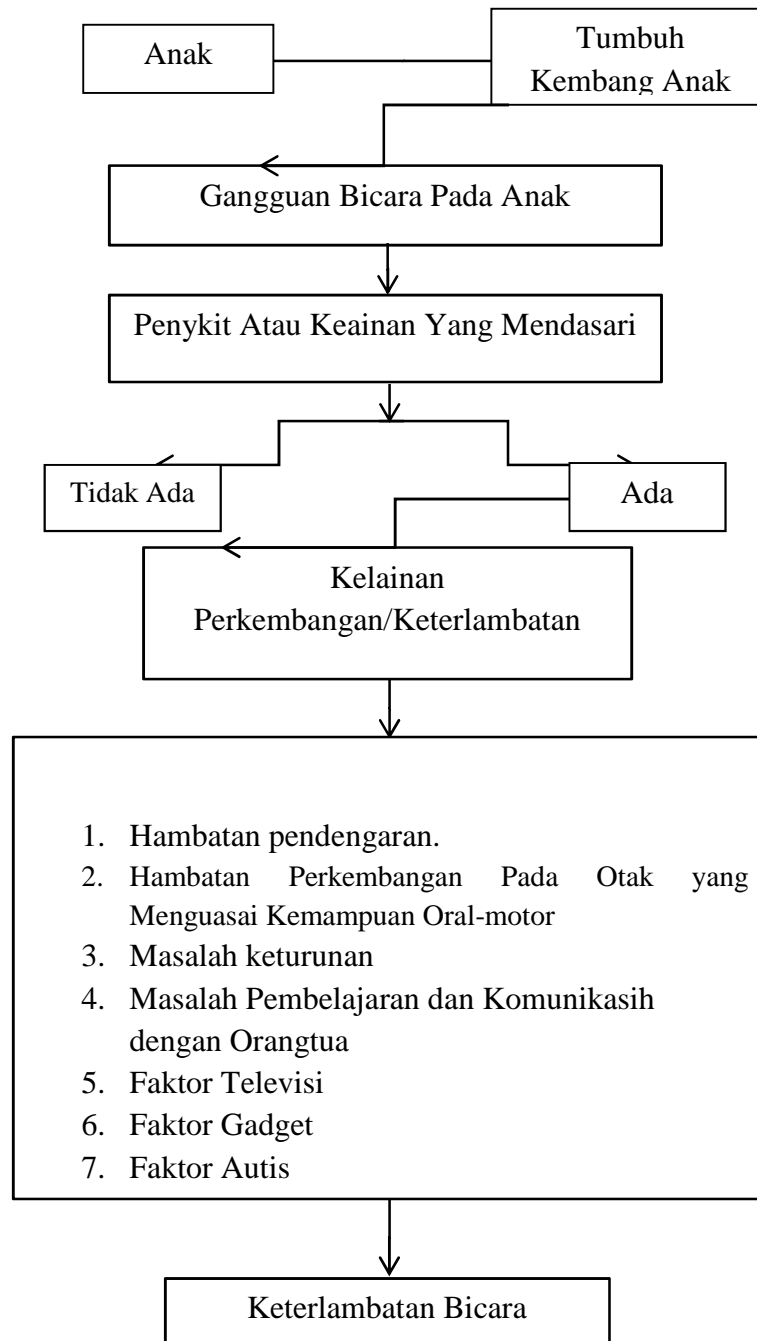 Anak
Tumbuh
Kembang Anak
Gangguan Bicara Pada Anak
Penykit Atau Keainan Yang Mendasari
Tidak Ada
Ada
Kelainan
Perkembangan/Keterlambatan
1. Hambatan pendengaran.
2. Hambatan Perkembangan Pada Otak yang
Menguasai Kemampuan Oral-motor
3. Masalah keturunan
4. Masalah Pembelajaran dan Komunikasih
dengan Orangtua
5. Faktor Televisi
6. Faktor Gadget
7. Faktor Autis
Keterlambatan Bicara